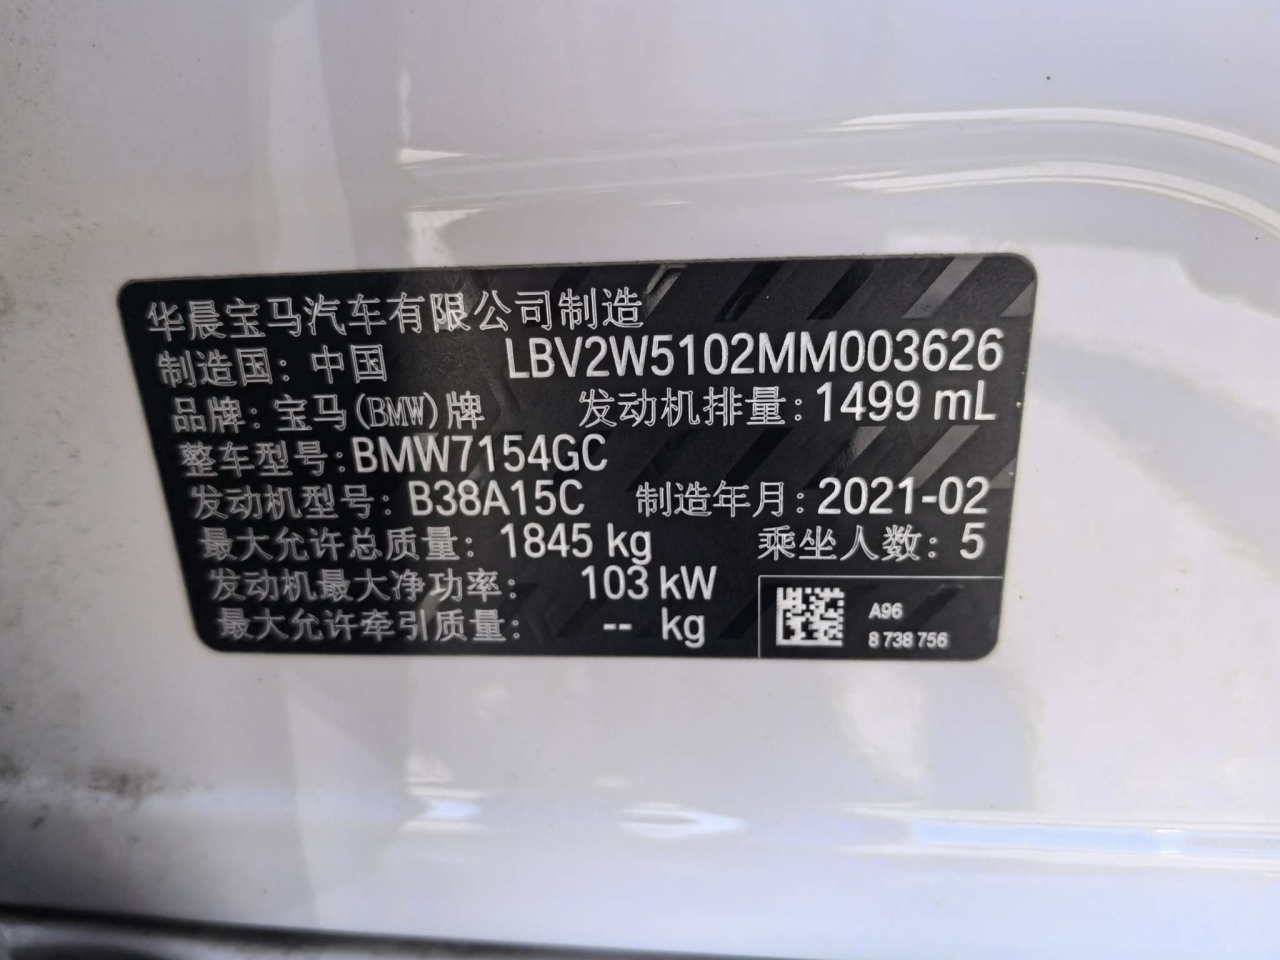 华晨宝马汽车有限公司制造
制造国：中国 LBV2W5102MM003626
品牌：宝马(BMW)牌 发动机排量：1499 mL
整车型号：BMW7154GC
发动机型号：B38A15C 制造年月：2021-02
最大允许总质量：1845 kg 乘坐人数：5
发动机最大净功率：103 kW
最大允许牵引质量：-- kg
A96
8 738 756